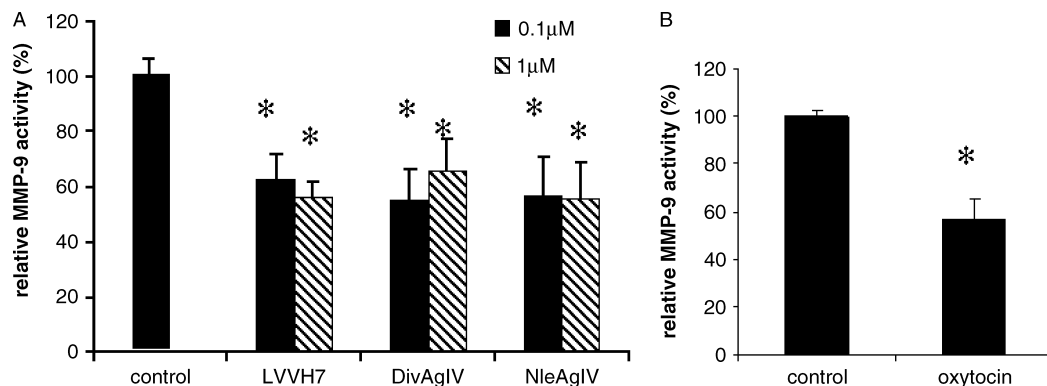 A
relative MMP-9 activity (%)
120
100
80
60
40
20
0
0.1µM
1µM
* * * * * *
control LVVH7 DivAgIV NleAgIV
B
relative MMP-9 activity (%)
120
100
80
60
40
20
0
*
control oxytocin